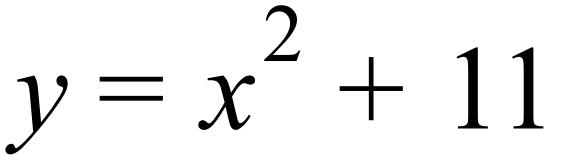 y = x² + 11